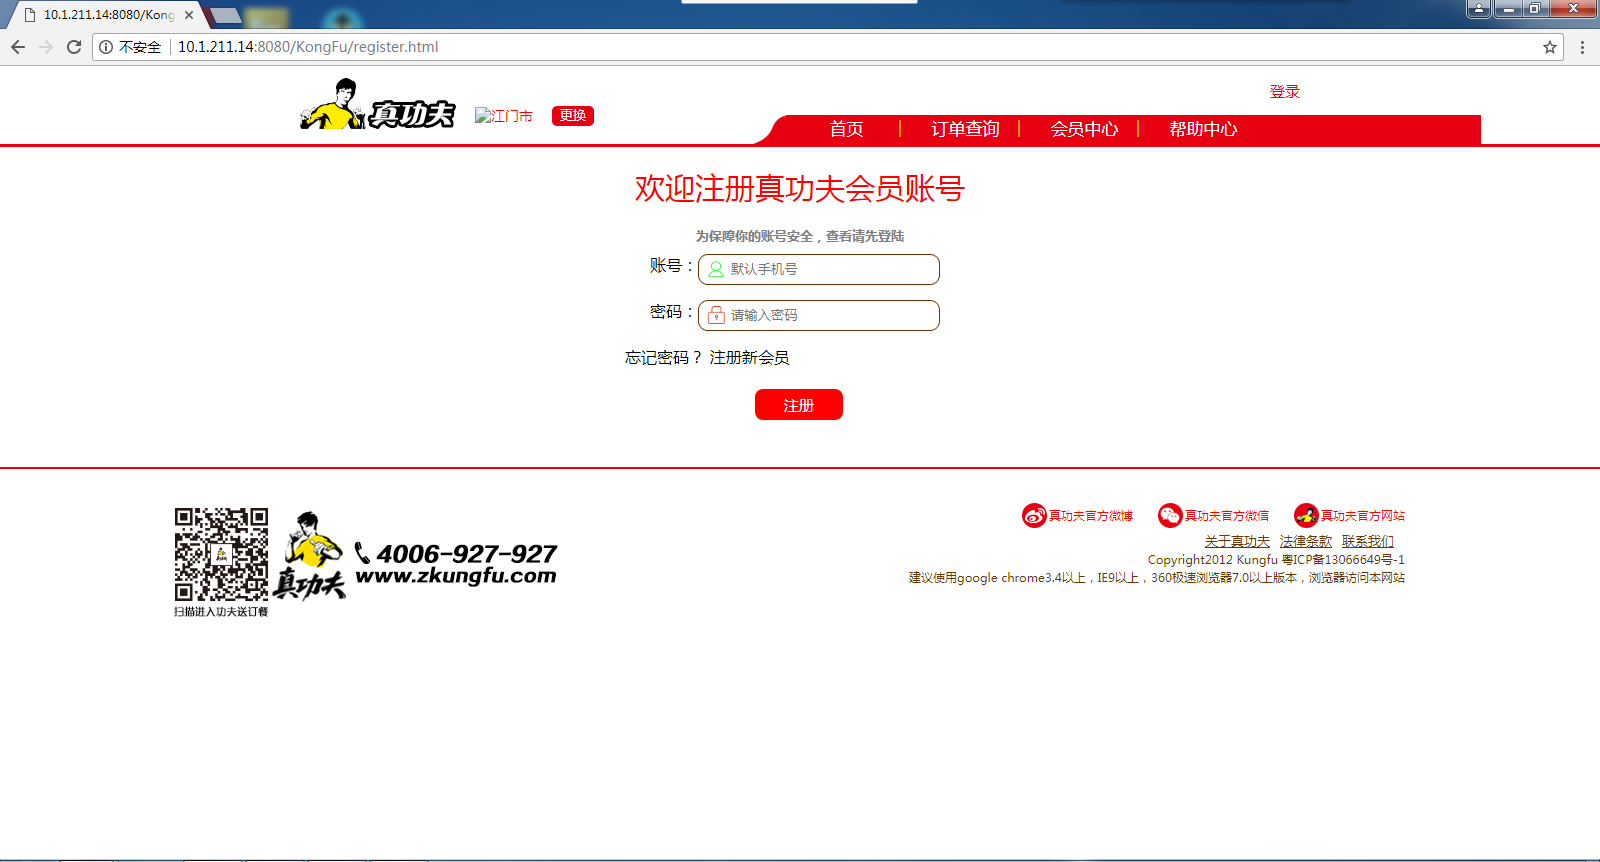 10.1.211.14:8080/Kong
不安全 10.1.211.14:8080/KongFu/register.html
登录
真功夫 江门市 更换
首页 订单查询 会员中心 帮助中心
欢迎注册真功夫会员账号
为保障你的账号安全，查看请先登陆
账号： 默认手机号
密码： 请输入密码
忘记密码？ 注册新会员
注册
真功夫官方微博 真功夫官方微信 真功夫官方网站
关于真功夫 法律条款 联系我们
Copyright2012 Kungfu 粤ICP备13066649号-1
建议使用google chrome3.4以上，IE9以上，360极速浏览器7.0以上版本，浏览器访问本网站
真功夫
4006-927-927
www.zkungfu.com
扫描进入功夫送订餐